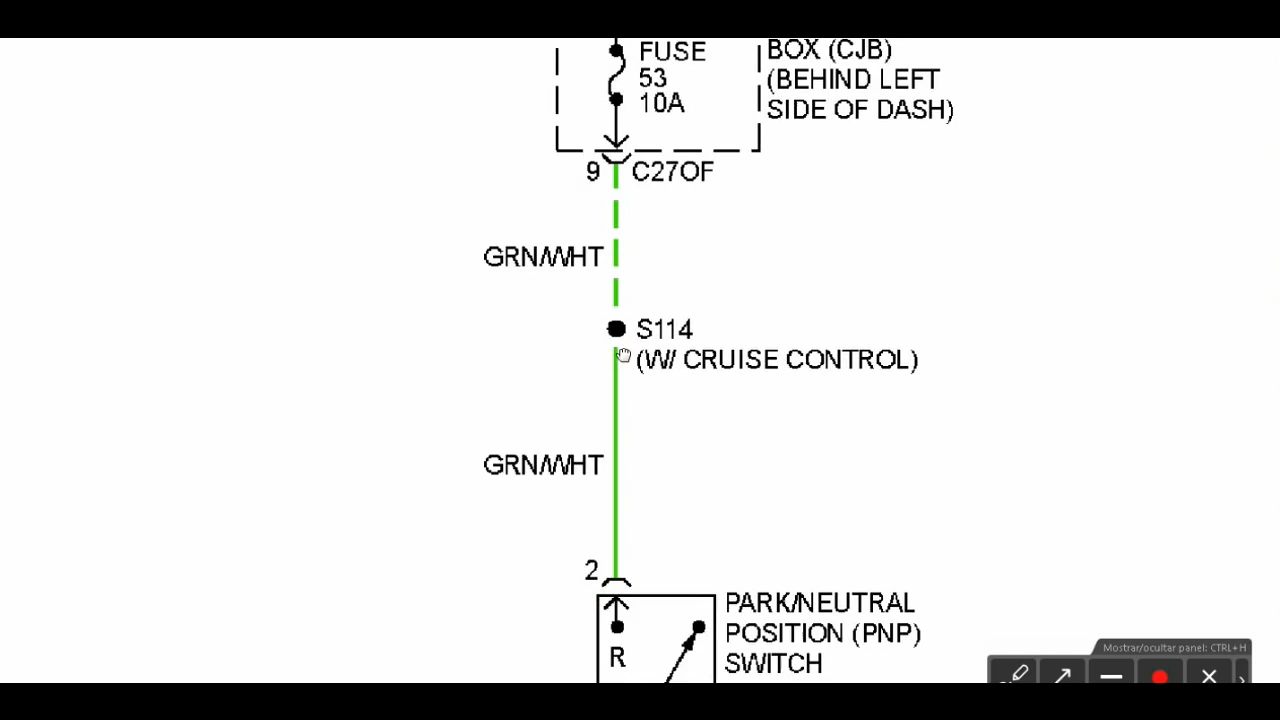 FUSE
53
10A
BOX (CJB)
(BEHIND LEFT
SIDE OF DASH)
9
C270F
GRN/WHT
S114
(W/ CRUISE CONTROL)
GRN/WHT
2
PARK/NEUTRAL
POSITION (PNP)
SWITCH
R
Mostrar/ocultar panel: CTRL+H